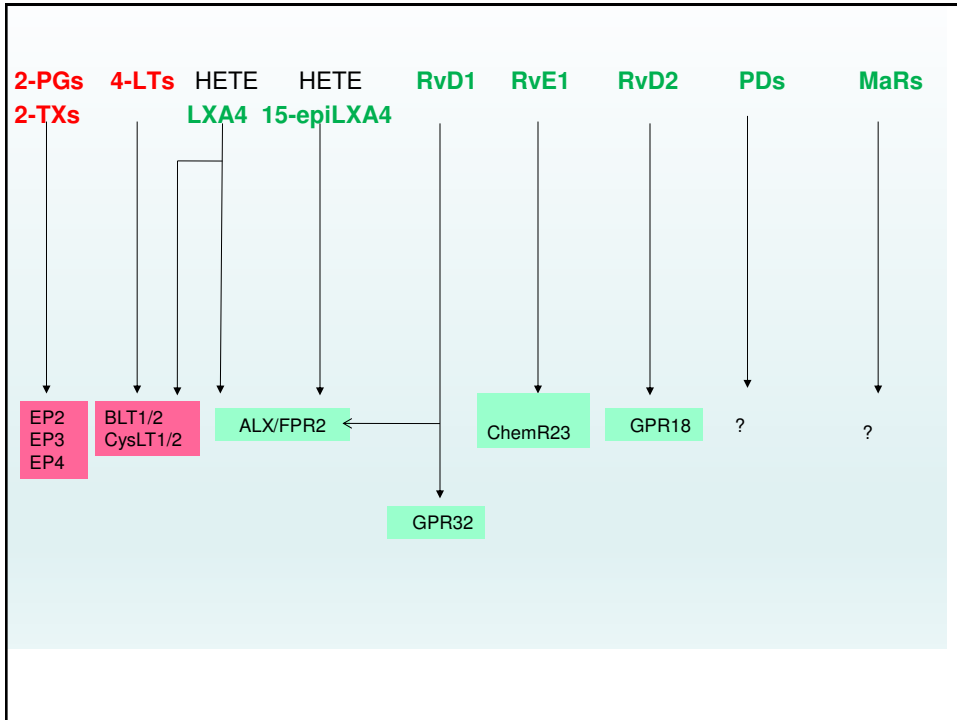 2-PGs 4-LTs HETE HETE RvD1 RvE1 RvD2 PDs MaRs
2-TXs LXA4 15-epiLXA4
EP2 BLT1/2 ALX/FPR2 ChemR23 GPR18 ? ?
EP3 CysLT1/2
EP4
GPR32